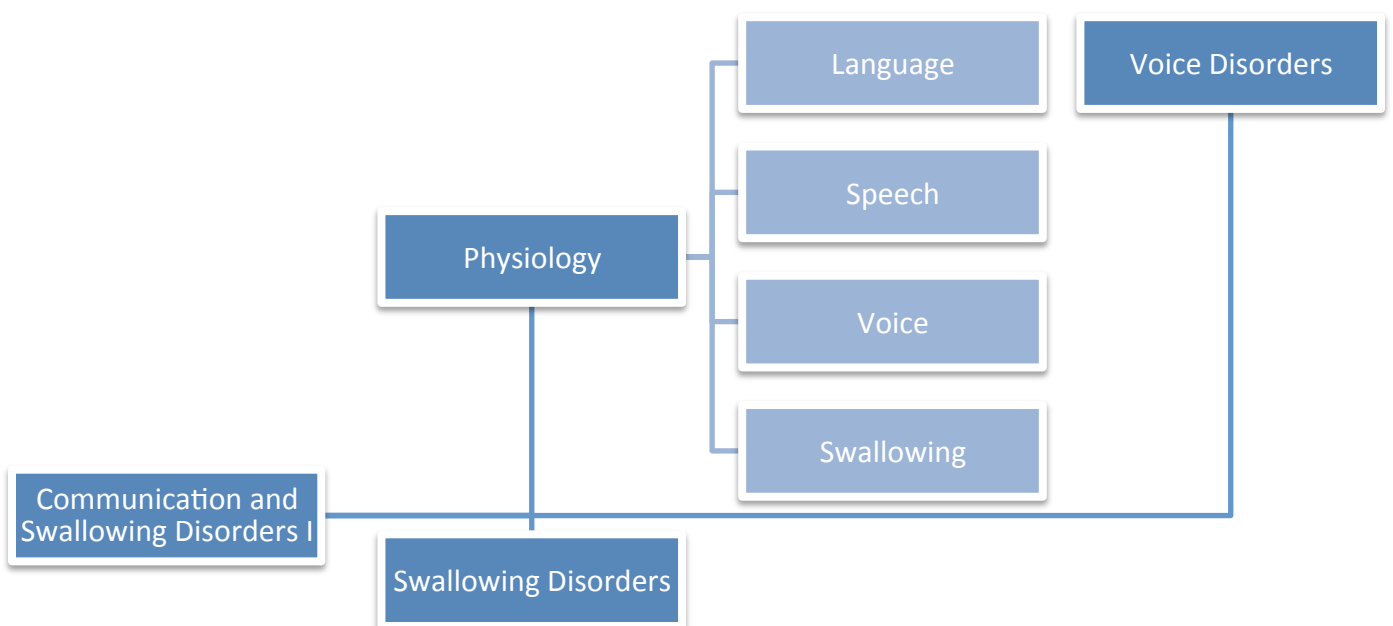 Language
Voice Disorders
Speech
Physiology
Voice
Swallowing
Communication and
Swallowing Disorders I
Swallowing Disorders